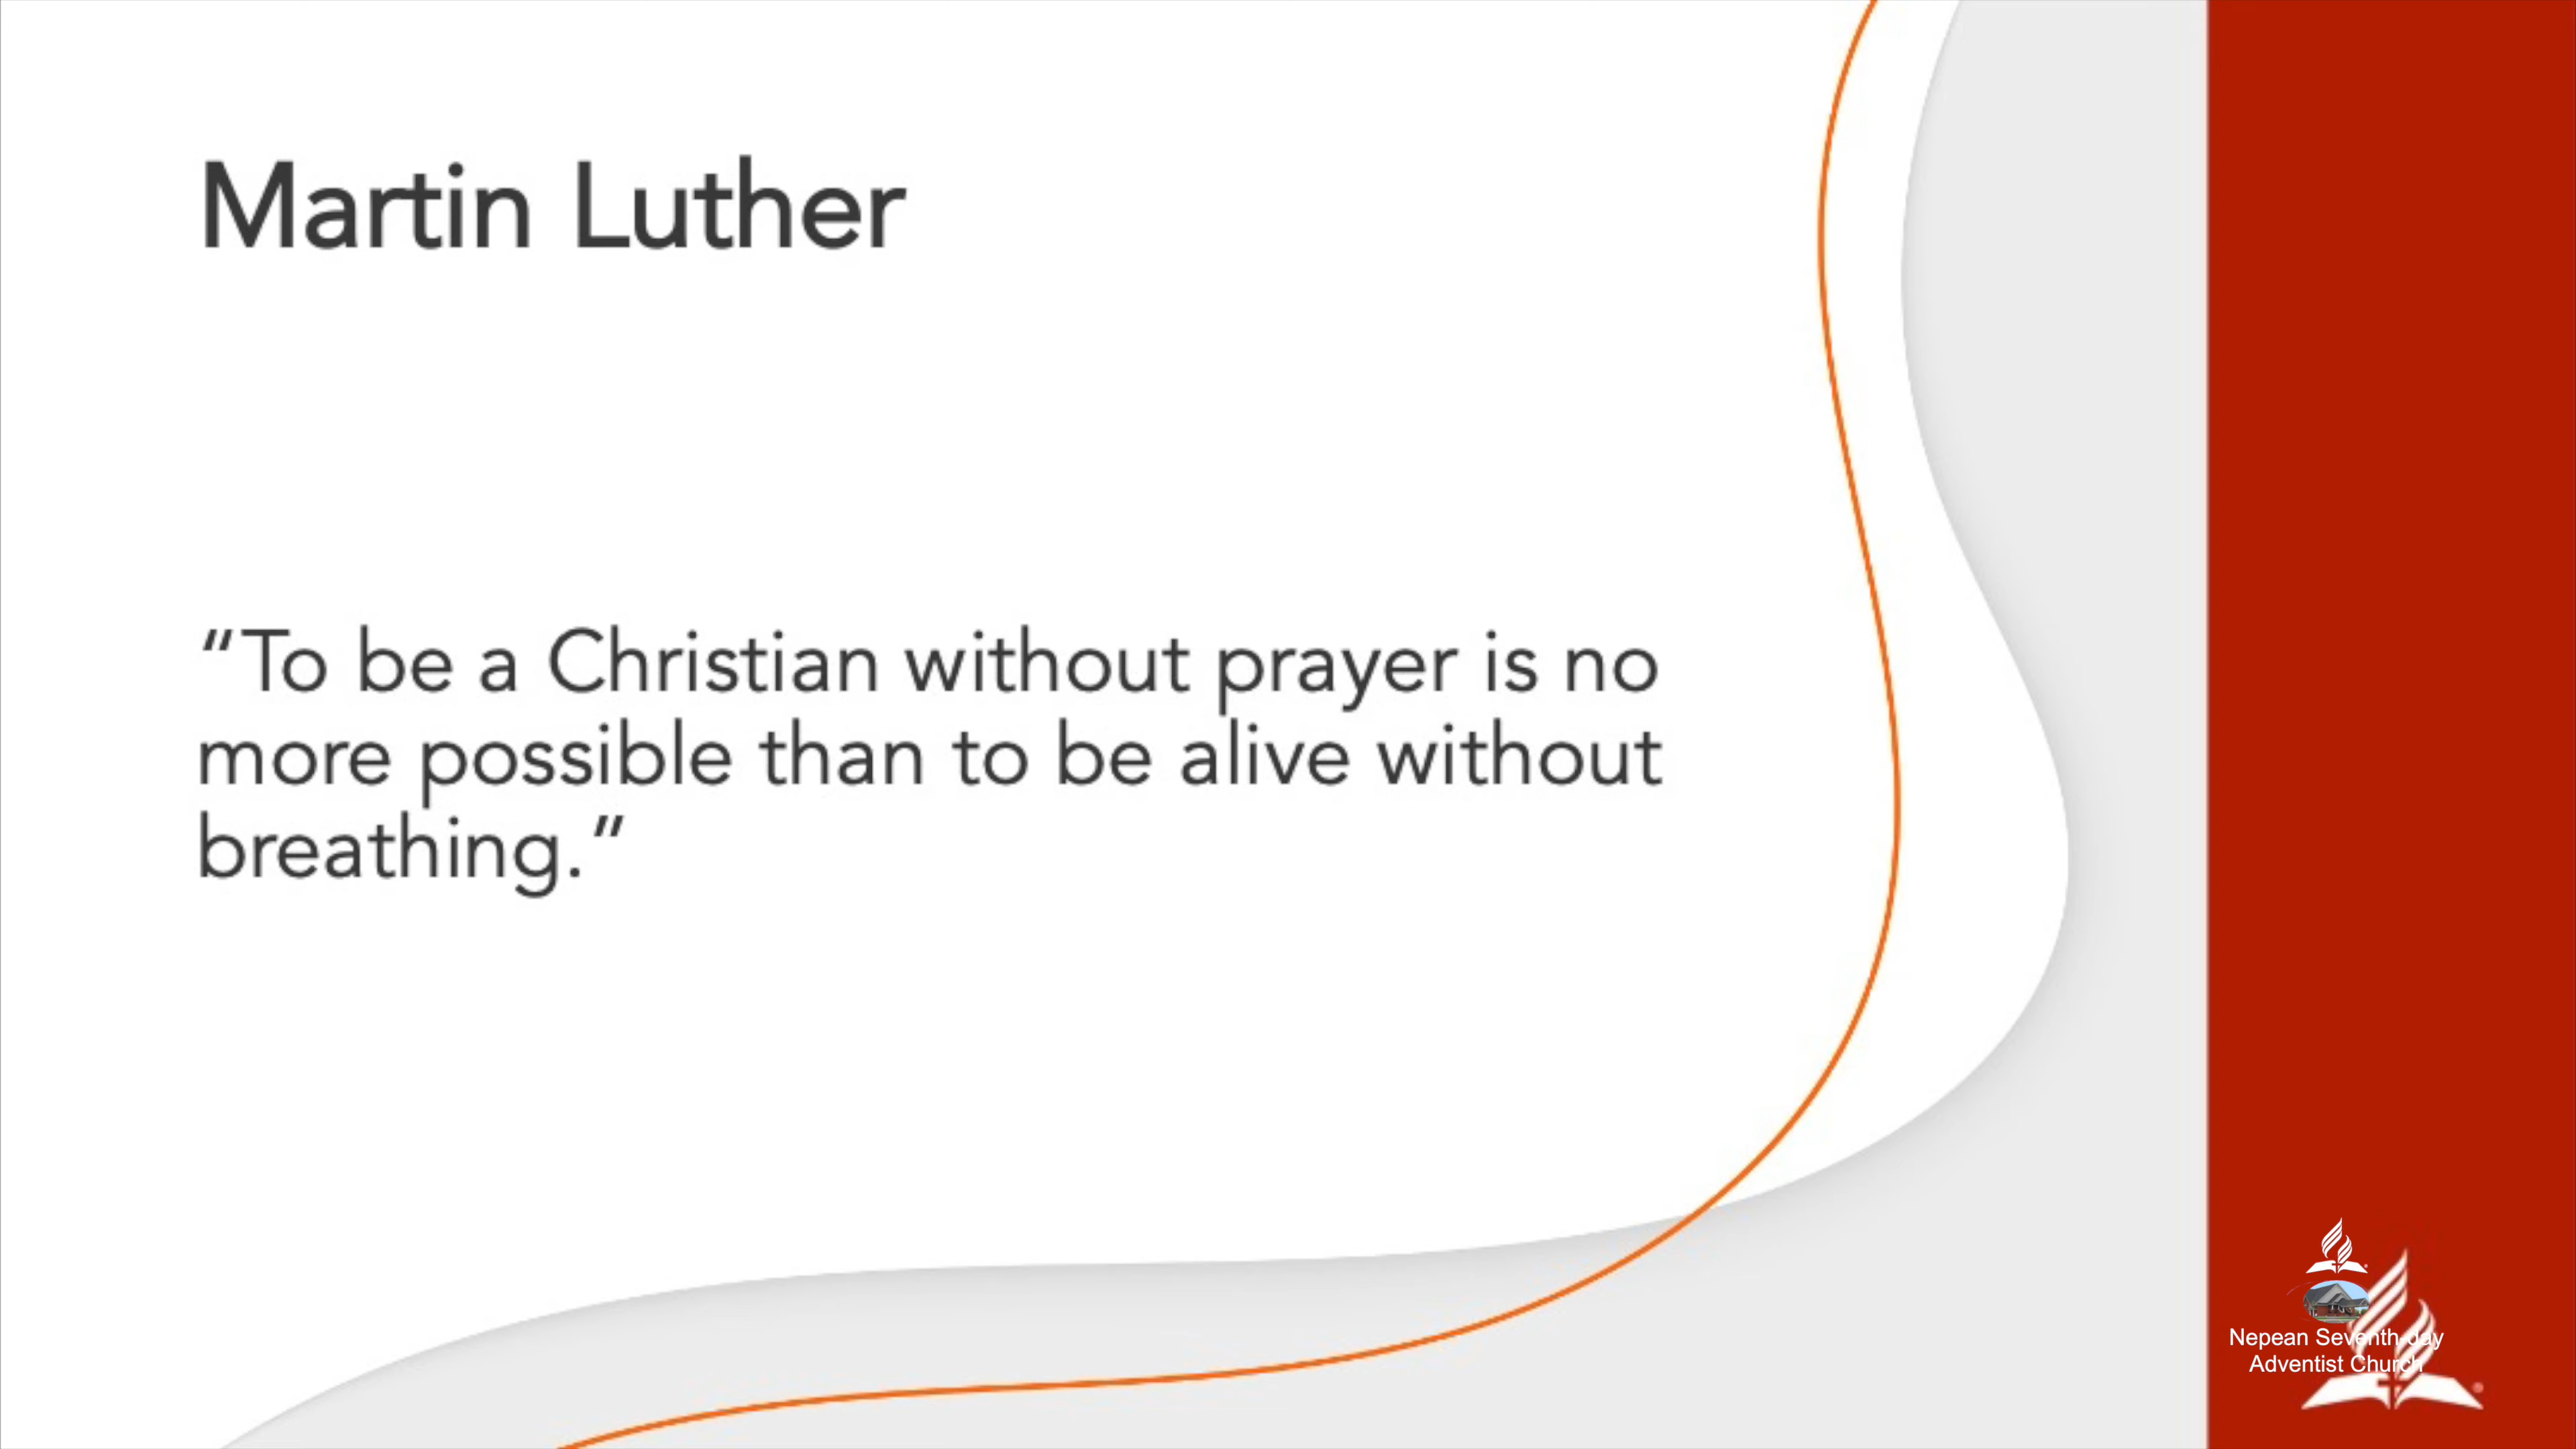 Martin Luther
“To be a Christian without prayer is no
more possible than to be alive without
breathing.”
Nepean Seventh-day
Adventist Church